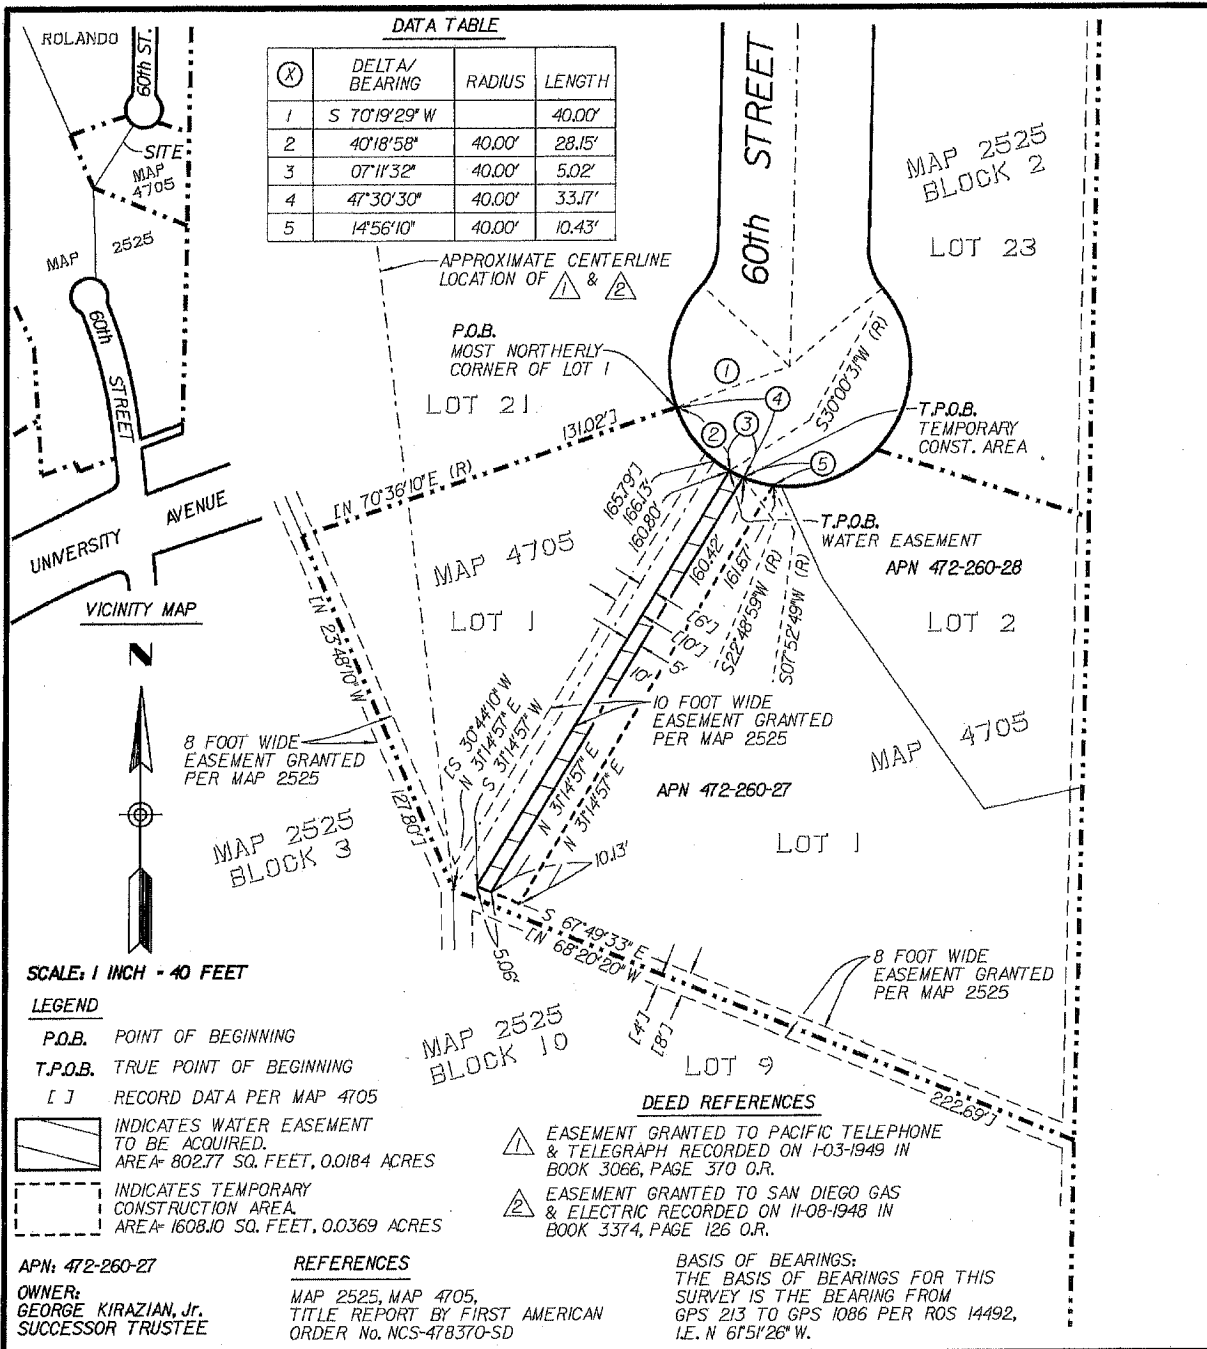 DATA TABLE
X DELTA/ BEARING RADIUS LENGTH
1 S 70°19'29" W 40.00'
2 40°18'58" 40.00' 28.15'
3 07°11'32" 40.00' 5.02'
4 47°30'30" 40.00' 33.17'
5 14°56'10" 40.00' 10.43'
ROLANDO
60th ST.
SITE
MAP
4705
MAP 2525
60th
STREET
UNIVERSITY AVENUE
VICINITY MAP
N
APPROXIMATE CENTERLINE
LOCATION OF 1 & 2
60th STREET
MAP 2525
BLOCK 2
LOT 23
P.O.B.
MOST NORTHERLY
CORNER OF LOT 1
LOT 21
1
4
3
2
5
S30°00'31"W (R)
T.P.O.B.
TEMPORARY
CONST. AREA
131.02']
[N 70°36'10"E (R)
165.79']
166.13'
160.80'
T.P.O.B.
WATER EASEMENT
APN 472-260-28
MAP 4705
LOT 1
LOT 2
160.42'
161.67'
S22°48'59"W (R)
S07°52'49"W (R)
[6']
[10']
5'
10'
[N 23°48'10" W
127.80']
8 FOOT WIDE
EASEMENT GRANTED
PER MAP 2525
[S 30°44'10" W
N 31°14'57" E
S 31°14'57" W
10 FOOT WIDE
EASEMENT GRANTED
PER MAP 2525
MAP 4705
N 31°14'57" E
N 31°14'57" E
APN 472-260-27
LOT 1
MAP 2525
BLOCK 3
10.13'
5.06'
S 67°49'33" E
[N 68°20'20" W
222.69']
8 FOOT WIDE
EASEMENT GRANTED
PER MAP 2525
[4']
[8']
MAP 2525
BLOCK 10
LOT 9
SCALE: 1 INCH = 40 FEET
LEGEND
P.O.B. POINT OF BEGINNING
T.P.O.B. TRUE POINT OF BEGINNING
[ ] RECORD DATA PER MAP 4705
INDICATES WATER EASEMENT
TO BE ACQUIRED.
AREA= 802.77 SQ. FEET, 0.0184 ACRES
INDICATES TEMPORARY
CONSTRUCTION AREA.
AREA= 1608.10 SQ. FEET, 0.0369 ACRES
DEED REFERENCES
1 EASEMENT GRANTED TO PACIFIC TELEPHONE
& TELEGRAPH RECORDED ON 1-03-1949 IN
BOOK 3066, PAGE 370 O.R.
2 EASEMENT GRANTED TO SAN DIEGO GAS
& ELECTRIC RECORDED ON 11-08-1948 IN
BOOK 3374, PAGE 126 O.R.
APN: 472-260-27
OWNER:
GEORGE KIRAZIAN, Jr.
SUCCESSOR TRUSTEE
REFERENCES
MAP 2525, MAP 4705,
TITLE REPORT BY FIRST AMERICAN
ORDER No. NCS-478370-SD
BASIS OF BEARINGS:
THE BASIS OF BEARINGS FOR THIS
SURVEY IS THE BEARING FROM
GPS 213 TO GPS 1086 PER ROS 14492,
I.E. N 61°51'26" W.